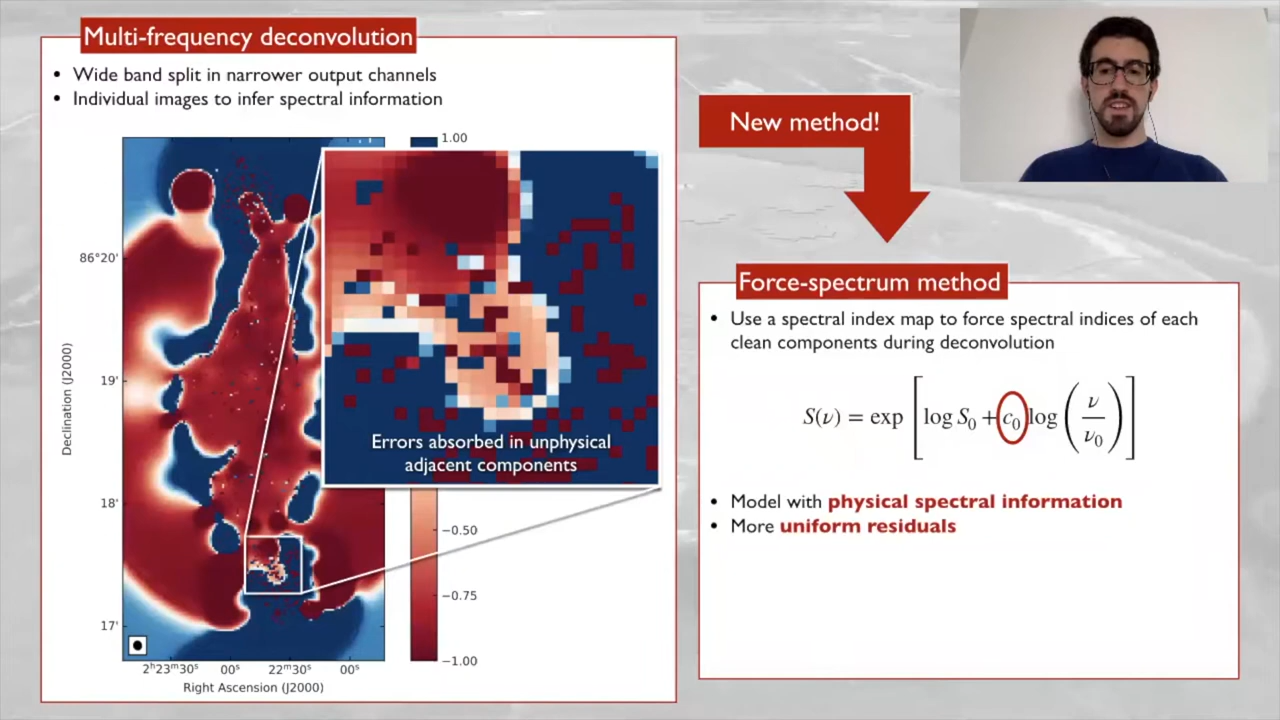 Multi-frequency deconvolution
• Wide band split in narrower output channels
• Individual images to infer spectral information
1.00
86°20'
19'
18'
17'
Declination (J2000)
Errors absorbed in unphysical
adjacent components
−0.50
−0.75
−1.00
2ʰ23ᵐ30ˢ 00ˢ 22ᵐ30ˢ 00ˢ
Right Ascension (J2000)
New method!
Force-spectrum method
• Use a spectral index map to force spectral indices of each
clean components during deconvolution
S(ν) = exp [ log S₀ + c₀ log ( ν / ν₀ ) ]
• Model with physical spectral information
• More uniform residuals